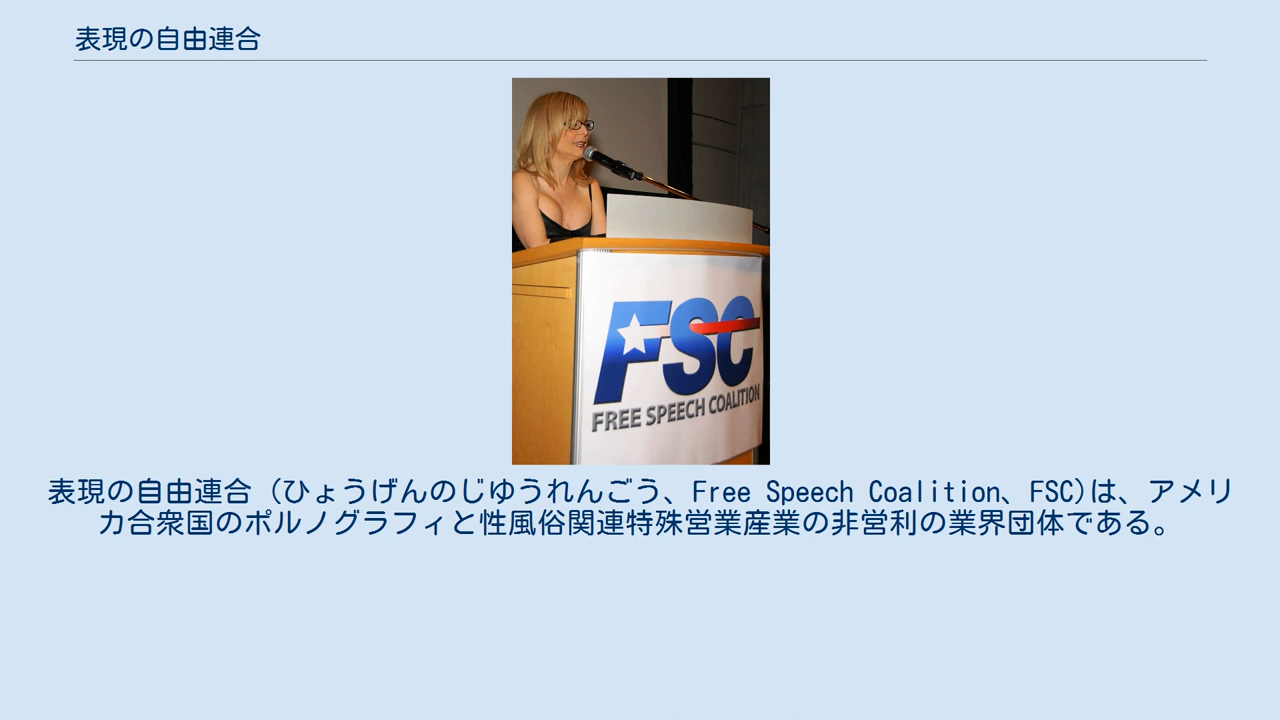 表現の自由連合
FSC
FREE SPEECH COALITION
表現の自由連合 (ひょうげんのじゆうれんごう、Free Speech Coalition、FSC)は、アメリ
カ合衆国のポルノグラフィと性風俗関連特殊営業産業の非営利の業界団体である。